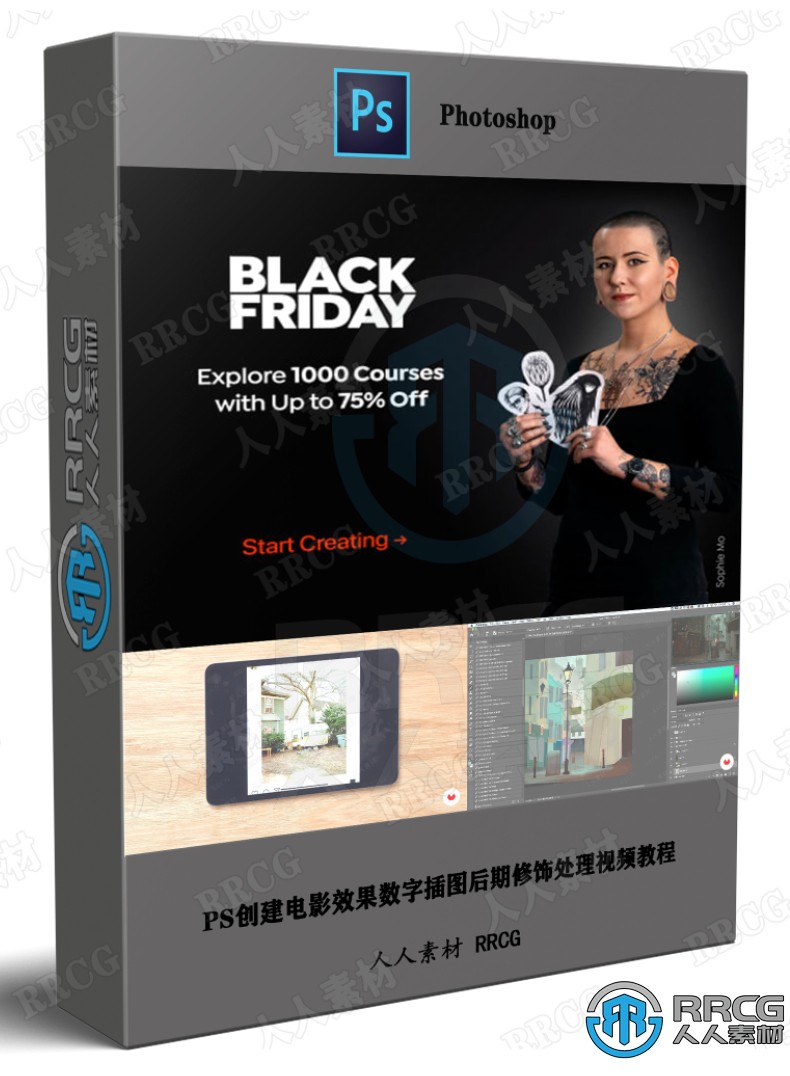 Ps
Photoshop
BLACK
FRIDAY
Explore 1000 Courses
with Up to 75% Off
Start Creating →
Sophie Mo
PS创建电影效果数字插图后期修饰处理视频教程
人人素材 RRCG
RRCG
人人素材
RRCG
人人素材